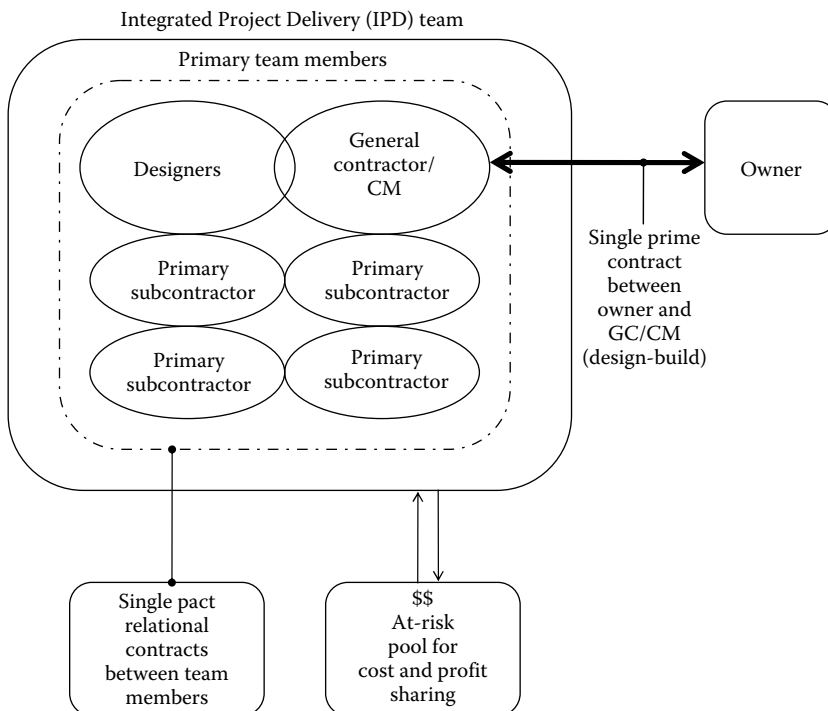 Integrated Project Delivery (IPD) team
Primary team members
Designers
General
contractor/
CM
Owner
Primary
subcontractor
Primary
subcontractor
Primary
subcontractor
Primary
subcontractor
Single prime
contract
between
owner and
GC/CM
(design-build)
Single pact
relational
contracts
between team
members
$$
At-risk
pool for
cost and profit
sharing